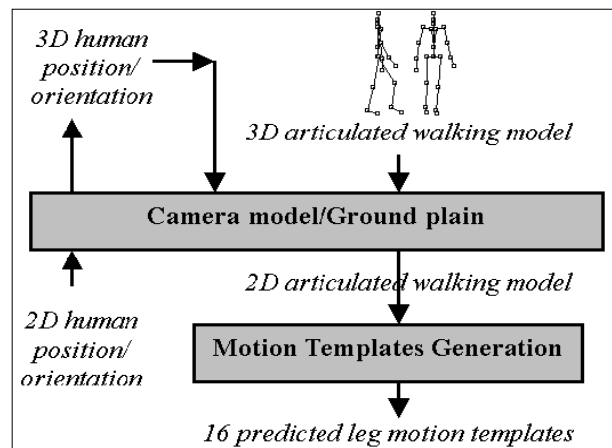 3D human
position/
orientation
3D articulated walking model
Camera model/Ground plain
2D articulated walking model
2D human
position/
orientation
Motion Templates Generation
16 predicted leg motion templates